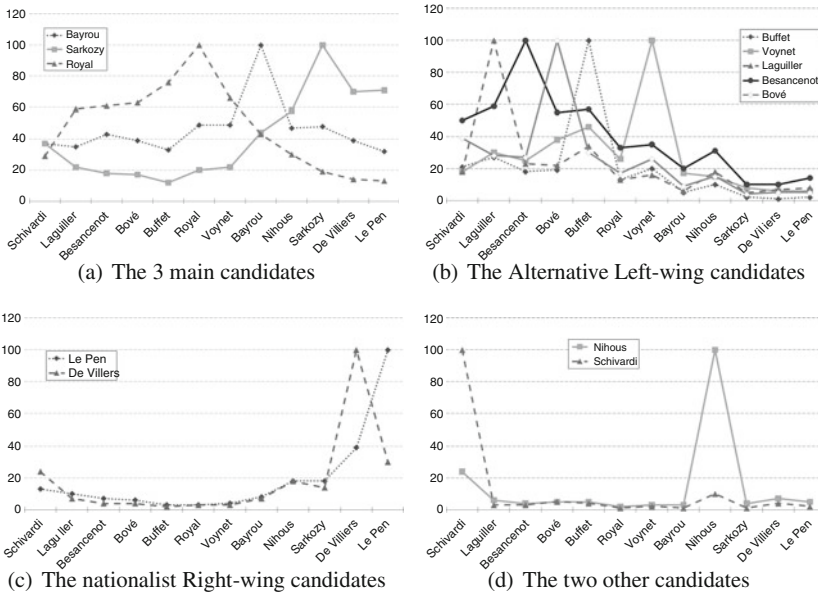 120
100
80
60
40
20
0
Bayrou
Sarkozy
Royal
Schivardi
Laguiller
Besancenot
Bové
Buffet
Royal
Voynet
Bayrou
Nihous
Sarkozy
De Villiers
Le Pen
(a) The 3 main candidates
120
100
80
60
40
20
0
Buffet
Voynet
Laguiller
Besancenot
Bové
Schivardi
Laguiller
Besancenot
Bové
Buffet
Royal
Voynet
Bayrou
Nihous
Sarkozy
De Villiers
Le Pen
(b) The Alternative Left-wing candidates
120
100
80
60
40
20
0
Le Pen
De Villers
Schivardi
Laguiller
Besancenot
Bové
Buffet
Royal
Voynet
Bayrou
Nihous
Sarkozy
De Villiers
Le Pen
(c) The nationalist Right-wing candidates
120
100
80
60
40
20
0
Nihous
Schivardi
Schivardi
Laguiller
Besancenot
Bové
Buffet
Royal
Voynet
Bayrou
Nihous
Sarkozy
De Villiers
Le Pen
(d) The two other candidates